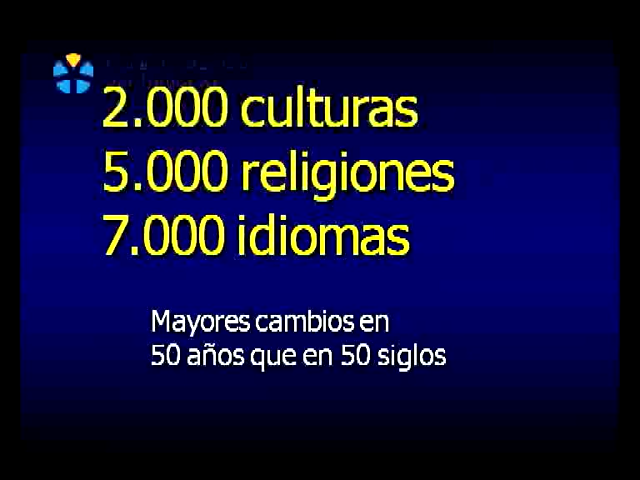 2.000 culturas
5.000 religiones
7.000 idiomas
Mayores cambios en
50 años que en 50 siglos